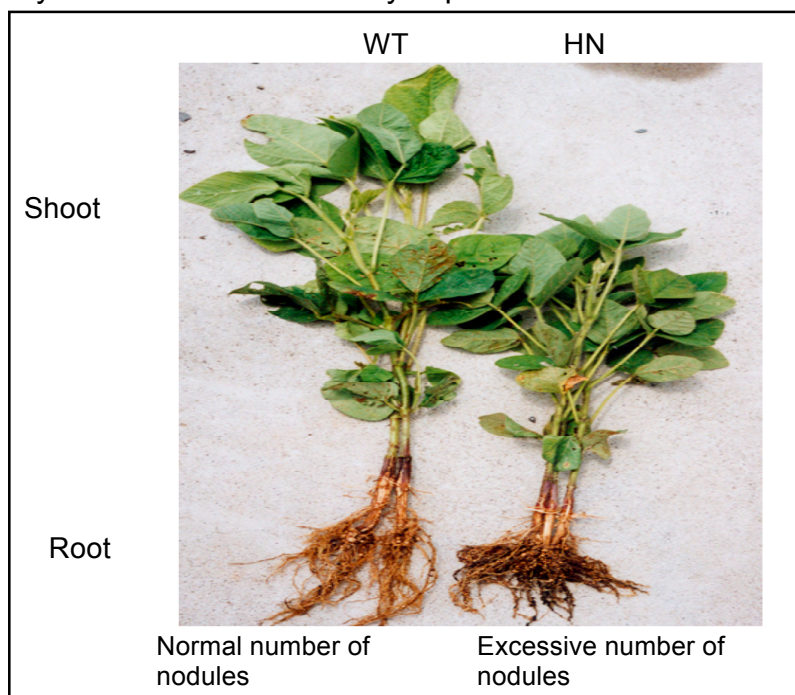 WT HN
Shoot
Root
Normal number of nodules
Excessive number of nodules